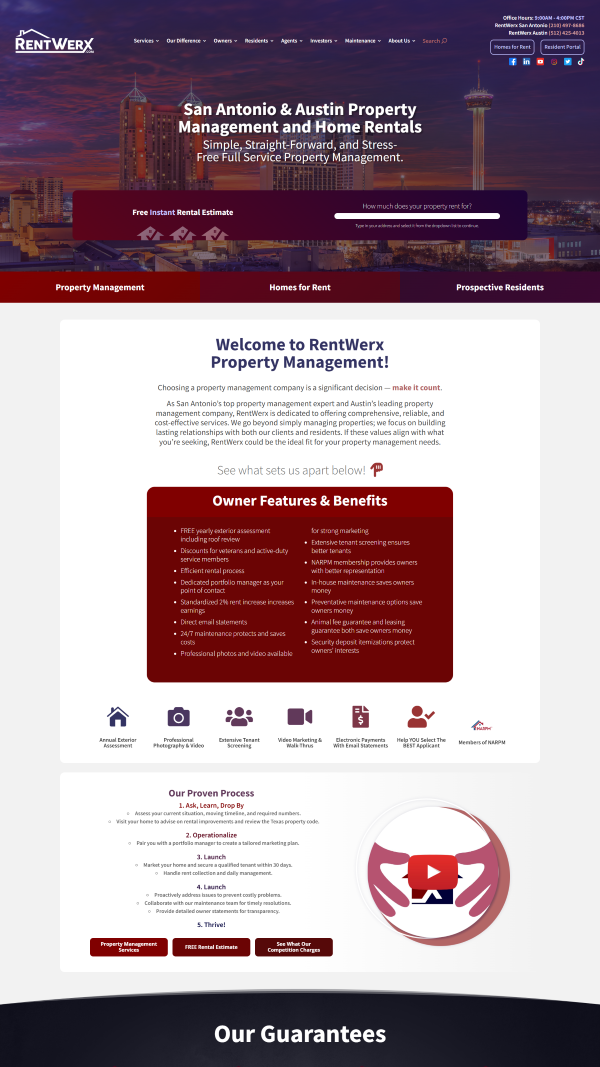 Office Hours: 9:00AM - 4:00PM CST
RentWerx San Antonio (210) 497-8686
RentWerx Austin (512) 425-4013
RENTWERX
.COM
Services
Our Difference
Owners
Residents
Agents
Investors
Maintenance
About Us
Search
Homes for Rent
Resident Portal
San Antonio & Austin Property
Management and Home Rentals
Simple, Straight-Forward, and Stress-
Free Full Service Property Management.
Free Instant Rental Estimate
How much does your property rent for?
Type in your address and select it from the dropdown list to continue.
Property Management
Homes for Rent
Prospective Residents
Welcome to RentWerx
Property Management!
Choosing a property management company is a significant decision — make it count.
As San Antonio's top property management expert and Austin's leading property
management company, RentWerx is dedicated to offering comprehensive, reliable, and
cost-effective services. We go beyond simply managing properties; we focus on building
lasting relationships with both our clients and residents. If these values align with what
you're seeking, RentWerx could be the ideal fit for your property management needs.
See what sets us apart below!
Owner Features & Benefits
FREE yearly exterior assessment
including roof review
Discounts for veterans and active-duty
service members
Efficient rental process
Dedicated portfolio manager as your
point of contact
Standardized 2% rent increase increases
earnings
Direct email statements
24/7 maintenance protects and saves
costs
Professional photos and video available
for strong marketing
Extensive tenant screening ensures
better tenants
NARPM membership provides owners
with better representation
In-house maintenance saves owners
money
Preventative maintenance options save
owners money
Animal fee guarantee and leasing
guarantee both save owners money
Security deposit itemizations protect
owners' interests
Annual Exterior
Assessment
Professional
Photography & Video
Extensive Tenant
Screening
Video Marketing &
Walk-Thrus
Electronic Payments
With Email Statements
Help YOU Select The
BEST Applicant
NARPM
Members of NARPM
Our Proven Process
1. Ask, Learn, Drop By
Assess your current situation, moving timeline, and required numbers.
Visit your home to advise on rental improvements and review the Texas property code.
2. Operationalize
Pair you with a portfolio manager to create a tailored marketing plan.
3. Launch
Market your home and secure a qualified tenant within 30 days.
Handle rent collection and daily management.
4. Launch
Proactively address issues to prevent costly problems.
Collaborate with our maintenance team for timely resolutions.
Provide detailed owner statements for transparency.
5. Thrive!
Property Management
Services
FREE Rental Estimate
See What Our
Competition Charges
Our Guarantees